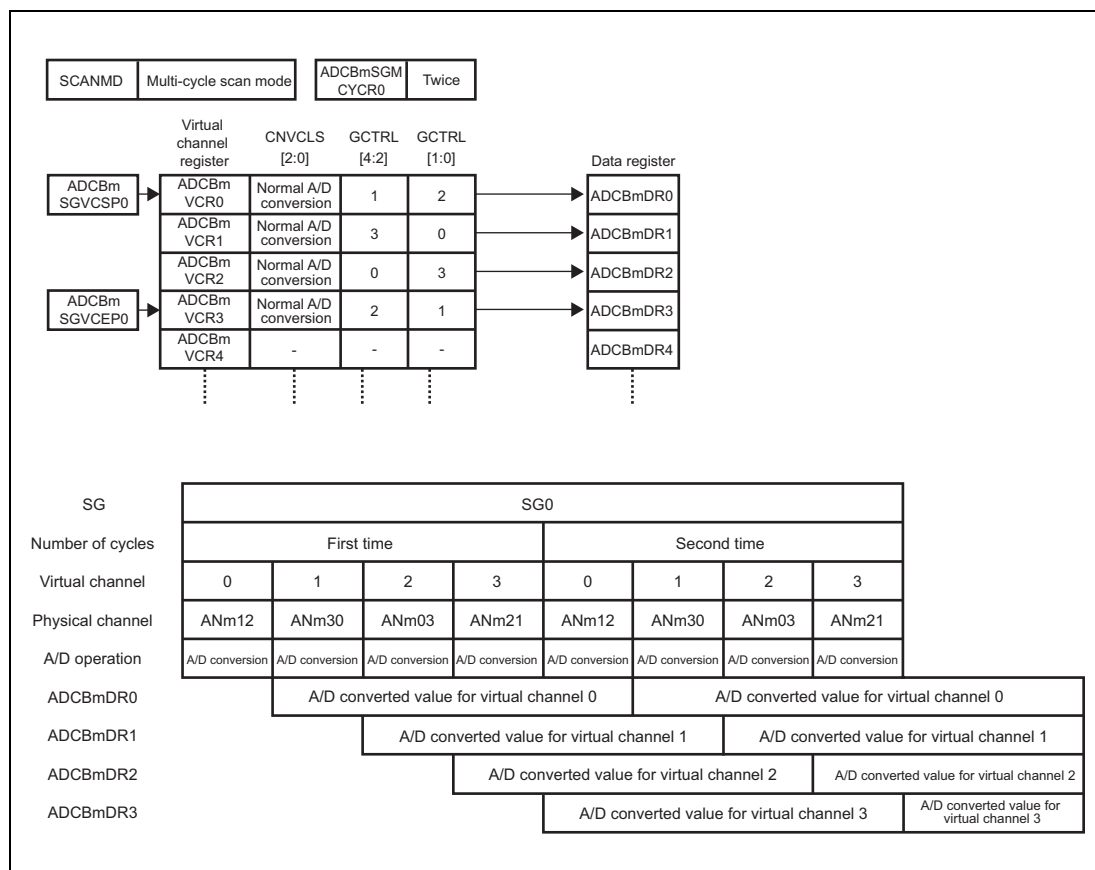 SCANMD Multi-cycle scan mode ADCBmSGM
CYCR0 Twice
Virtual
channel
register CNVCLS
[2:0] GCTRL
[4:2] GCTRL
[1:0] Data register
ADCBm
SGVCSP0 ADCBm
VCR0 Normal A/D
conversion 1 2 ADCBmDR0
ADCBm
VCR1 Normal A/D
conversion 3 0 ADCBmDR1
ADCBm
VCR2 Normal A/D
conversion 0 3 ADCBmDR2
ADCBm
SGVCEP0 ADCBm
VCR3 Normal A/D
conversion 2 1 ADCBmDR3
ADCBm
VCR4 - - - ADCBmDR4
SG SG0
Number of cycles First time Second time
Virtual channel 0 1 2 3 0 1 2 3
Physical channel ANm12 ANm30 ANm03 ANm21 ANm12 ANm30 ANm03 ANm21
A/D operation A/D conversion A/D conversion A/D conversion A/D conversion A/D conversion A/D conversion A/D conversion A/D conversion
ADCBmDR0 A/D converted value for virtual channel 0 A/D converted value for virtual channel 0
ADCBmDR1 A/D converted value for virtual channel 1 A/D converted value for virtual channel 1
ADCBmDR2 A/D converted value for virtual channel 2 A/D converted value for virtual channel 2
ADCBmDR3 A/D converted value for virtual channel 3 A/D converted value for
virtual channel 3